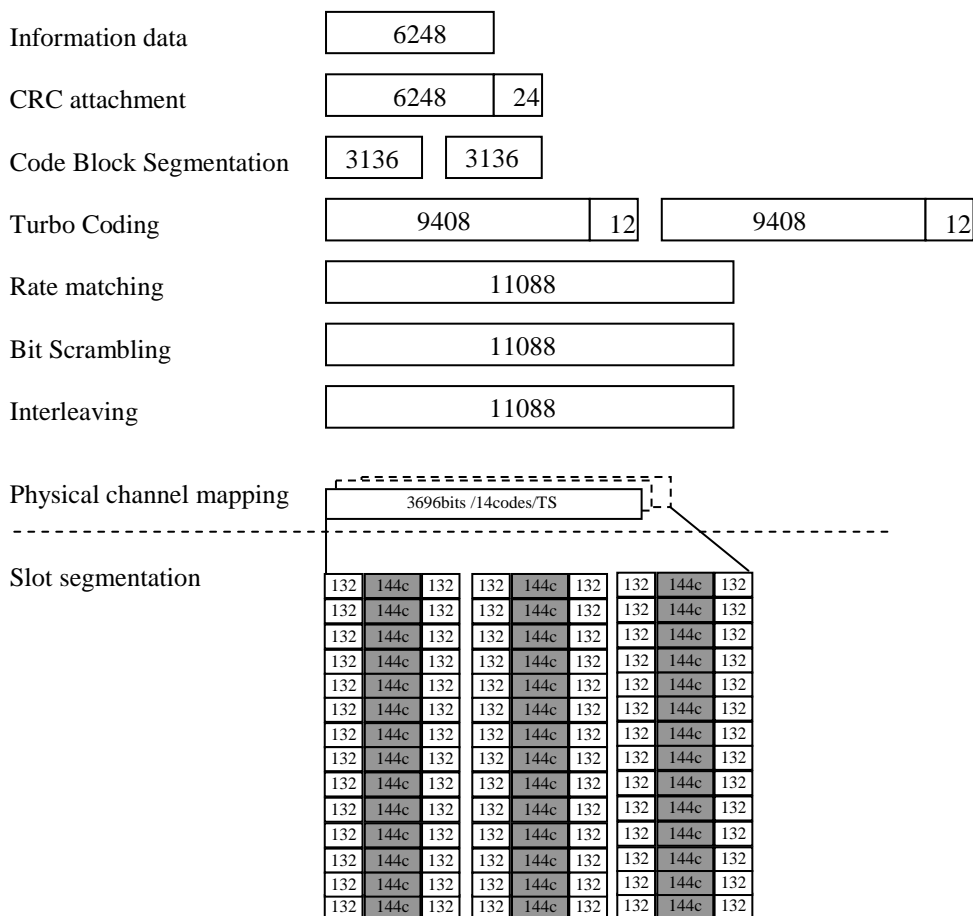 Information data 6248
CRC attachment 6248 24
Code Block Segmentation 3136 3136
Turbo Coding 9408 12 9408 12
Rate matching 11088
Bit Scrambling 11088
Interleaving 11088
Physical channel mapping 3696bits /14codes/TS
Slot segmentation
132 144c 132 132 144c 132 132 144c 132
132 144c 132 132 144c 132 132 144c 132
132 144c 132 132 144c 132 132 144c 132
132 144c 132 132 144c 132 132 144c 132
132 144c 132 132 144c 132 132 144c 132
132 144c 132 132 144c 132 132 144c 132
132 144c 132 132 144c 132 132 144c 132
132 144c 132 132 144c 132 132 144c 132
132 144c 132 132 144c 132 132 144c 132
132 144c 132 132 144c 132 132 144c 132
132 144c 132 132 144c 132 132 144c 132
132 144c 132 132 144c 132 132 144c 132
132 144c 132 132 144c 132 132 144c 132
132 144c 132 132 144c 132 132 144c 132